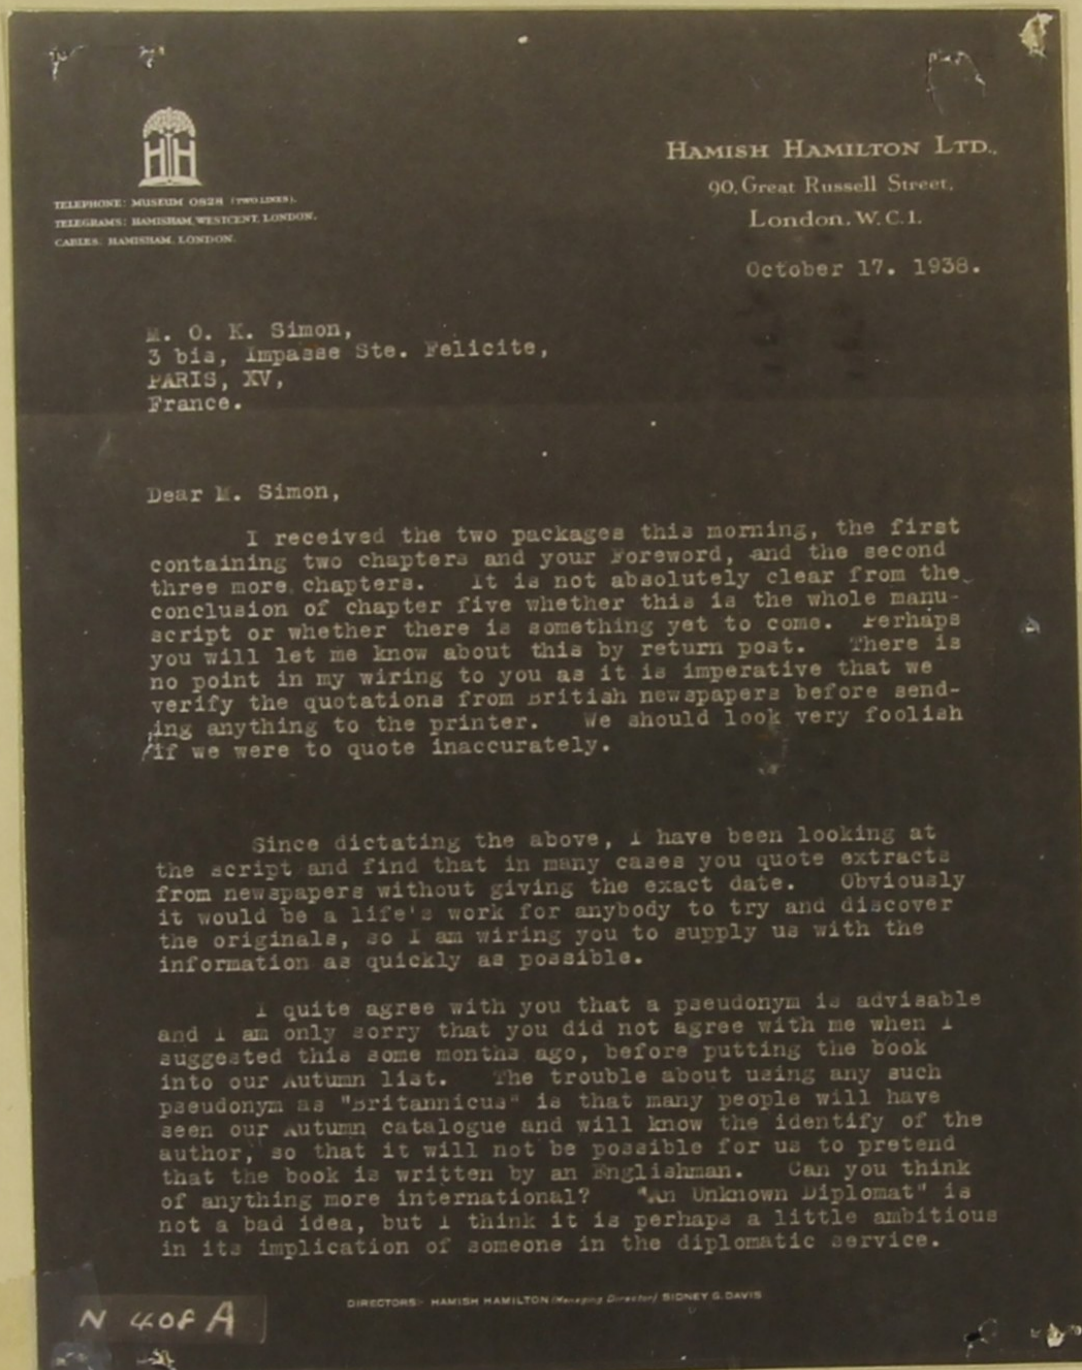 HH
HAMISH HAMILTON LTD.,
90, Great Russell Street,
London. W.C.1.
TELEPHONE: MUSEUM 0828 (TWO LINES).
TELEGRAMS: HAMISHAM, WESTCENT, LONDON.
CABLES: HAMISHAM, LONDON.
October 17. 1938.
M. O. K. Simon,
3 bis, Impasse Ste. Felicite,
PARIS, XV,
France.
Dear M. Simon,
I received the two packages this morning, the first
containing two chapters and your Foreword, and the second
three more chapters. It is not absolutely clear from the
conclusion of chapter five whether this is the whole manu-
script or whether there is something yet to come. Perhaps
you will let me know about this by return post. There is
no point in my wiring to you as it is imperative that we
verify the quotations from British newspapers before send-
ing anything to the printer. We should look very foolish
if we were to quote inaccurately.
Since dictating the above, I have been looking at
the script and find that in many cases you quote extracts
from newspapers without giving the exact date. Obviously
it would be a life's work for anybody to try and discover
the originals, so I am wiring you to supply us with the
information as quickly as possible.
I quite agree with you that a pseudonym is advisable
and I am only sorry that you did not agree with me when I
suggested this some months ago, before putting the book
into our Autumn list. The trouble about using any such
pseudonym as "Britannicus" is that many people will have
seen our Autumn catalogue and will know the identify of the
author, so that it will not be possible for us to pretend
that the book is written by an Englishman. Can you think
of anything more international? "An Unknown Diplomat" is
not a bad idea, but I think it is perhaps a little ambitious
in its implication of someone in the diplomatic service.
DIRECTORS:- HAMISH HAMILTON (Managing Director) SIDNEY G. DAVIS
N 40f A